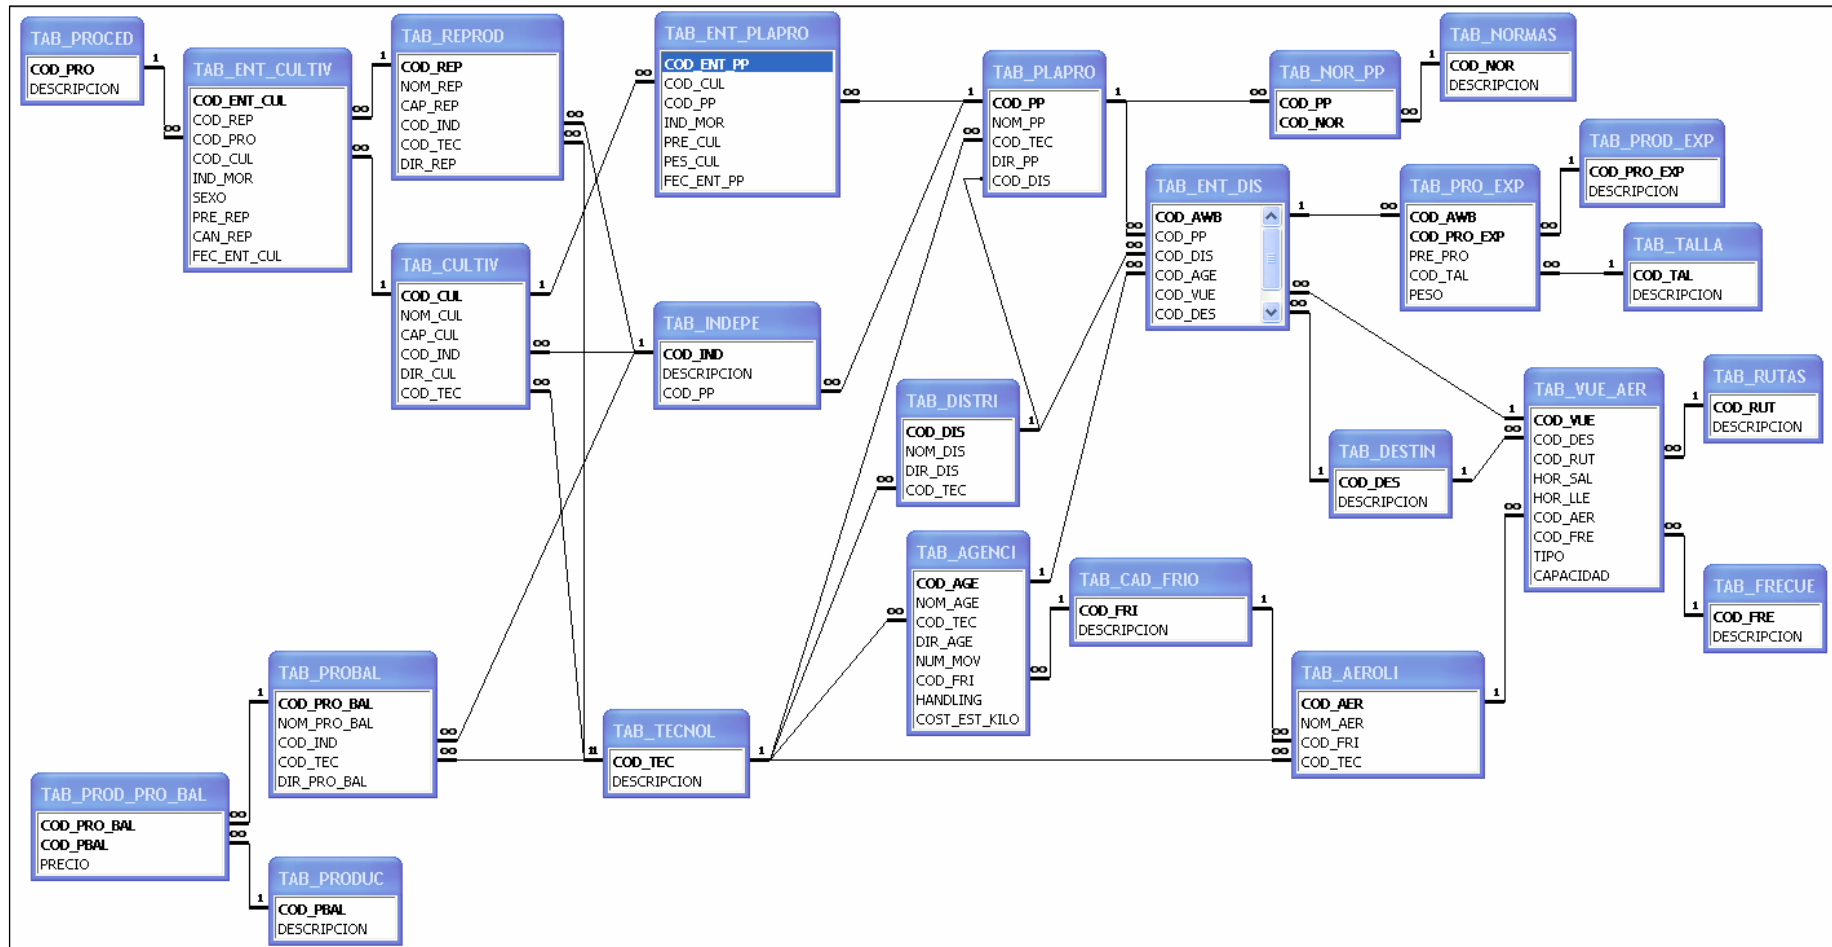 TAB_PROCED
COD_PRO
DESCRIPCION
TAB_ENT_CULTIV
COD_ENT_CUL
COD_REP
COD_PRO
COD_CUL
IND_MOR
SEXO
PRE_REP
CAN_REP
FEC_ENT_CUL
TAB_REPROD
COD_REP
NOM_REP
CAP_REP
COD_IND
COD_TEC
DIR_REP
TAB_ENT_PLAPRO
COD_ENT_PP
COD_CUL
COD_PP
IND_MOR
PRE_CUL
PES_CUL
FEC_ENT_PP
TAB_PLAPRO
COD_PP
NOM_PP
COD_TEC
DIR_PP
COD_DIS
TAB_NOR_PP
COD_PP
COD_NOR
TAB_NORMAS
COD_NOR
DESCRIPCION
TAB_PROD_EXP
COD_PRO_EXP
DESCRIPCION
TAB_ENT_DIS
COD_AWB
COD_PP
COD_DIS
COD_AGE
COD_VUE
COD_DES
TAB_PRO_EXP
COD_AWB
COD_PRO_EXP
PRE_PRO
COD_TAL
PESO
TAB_TALLA
COD_TAL
DESCRIPCION
TAB_CULTIV
COD_CUL
NOM_CUL
CAP_CUL
COD_IND
DIR_CUL
COD_TEC
TAB_INDEPE
COD_IND
DESCRIPCION
COD_PP
TAB_DISTRI
COD_DIS
NOM_DIS
DIR_DIS
COD_TEC
TAB_DESTIN
COD_DES
DESCRIPCION
TAB_VUE_AER
COD_VUE
COD_DES
COD_RUT
HOR_SAL
HOR_LLE
COD_AER
COD_FRE
TIPO
CAPACIDAD
TAB_RUTAS
COD_RUT
DESCRIPCION
TAB_AGENCI
COD_AGE
NOM_AGE
COD_TEC
DIR_AGE
NUM_MOV
COD_FRI
HANDLING
COST_EST_KILO
TAB_CAD_FRIO
COD_FRI
DESCRIPCION
TAB_FRECUE
COD_FRE
DESCRIPCION
TAB_PROBAL
COD_PRO_BAL
NOM_PRO_BAL
COD_IND
COD_TEC
DIR_PRO_BAL
TAB_TECNOL
COD_TEC
DESCRIPCION
TAB_AEROLI
COD_AER
NOM_AER
COD_FRI
COD_TEC
TAB_PROD_PRO_BAL
COD_PRO_BAL
COD_PBAL
PRECIO
TAB_PRODUC
COD_PBAL
DESCRIPCION